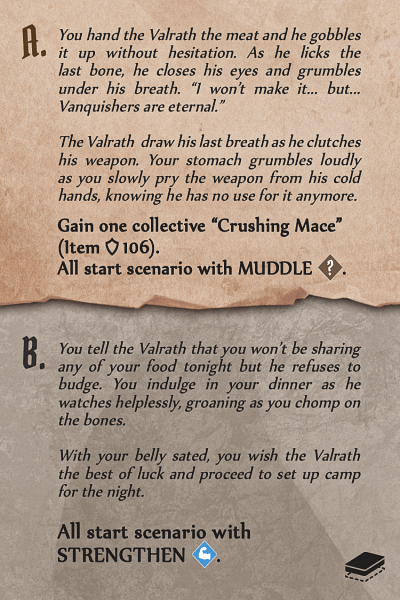 A.
You hand the Valrath the meat and he gobbles
it up without hesitation. As he licks the
last bone, he closes his eyes and grumbles
under his breath. “I won’t make it... but...
Vanquishers are eternal.”
The Valrath draw his last breath as he clutches
his weapon. Your stomach grumbles loudly
as you slowly pry the weapon from his cold
hands, knowing he has no use for it anymore.
Gain one collective “Crushing Mace”
(Item 106).
All start scenario with MUDDLE ?.
B.
You tell the Valrath that you won’t be sharing
any of your food tonight but he refuses to
budge. You indulge in your dinner as he
watches helplessly, groaning as you chomp on
the bones.
With your belly sated, you wish the Valrath
the best of luck and proceed to set up camp
for the night.
All start scenario with
STRENGTHEN .